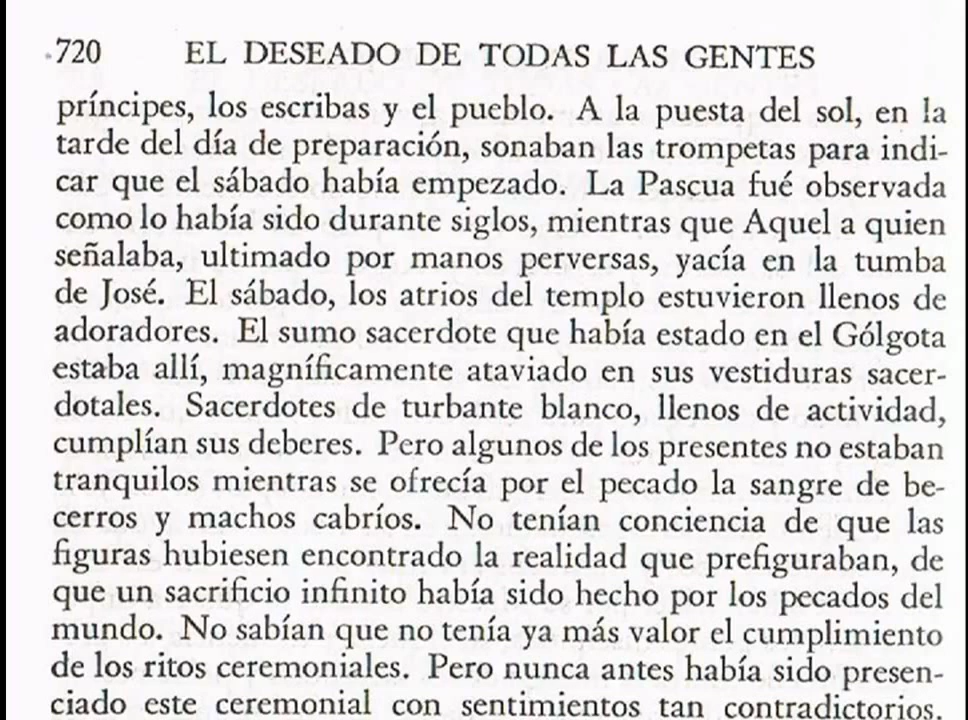 720 EL DESEADO DE TODAS LAS GENTES
príncipes, los escribas y el pueblo. A la puesta del sol, en la
tarde del día de preparación, sonaban las trompetas para indi-
car que el sábado había empezado. La Pascua fué observada
como lo había sido durante siglos, mientras que Aquel a quien
señalaba, ultimado por manos perversas, yacía en la tumba
de José. El sábado, los atrios del templo estuvieron llenos de
adoradores. El sumo sacerdote que había estado en el Gólgota
estaba allí, magníficamente ataviado en sus vestiduras sacer-
dotales. Sacerdotes de turbante blanco, llenos de actividad,
cumplían sus deberes. Pero algunos de los presentes no estaban
tranquilos mientras se ofrecía por el pecado la sangre de be-
cerros y machos cabríos. No tenían conciencia de que las
figuras hubiesen encontrado la realidad que prefiguraban, de
que un sacrificio infinito había sido hecho por los pecados del
mundo. No sabían que no tenía ya más valor el cumplimiento
de los ritos ceremoniales. Pero nunca antes había sido presen-
ciado este ceremonial con sentimientos tan contradictorios.